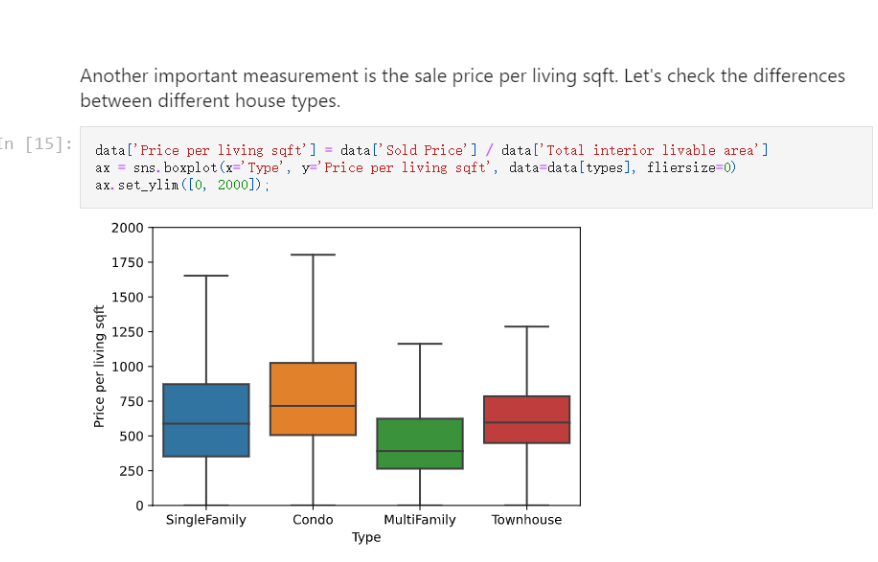 Another important measurement is the sale price per living sqft. Let's check the differences
between different house types.
In [15]:
data['Price per living sqft'] = data['Sold Price'] / data['Total interior livable area']
ax = sns.boxplot(x='Type', y='Price per living sqft', data=data[types], fliersize=0)
ax.set_ylim([0, 2000]);
2000
1750
1500
1250
1000
750
500
250
0
Price per living sqft
SingleFamily Condo MultiFamily Townhouse
Type